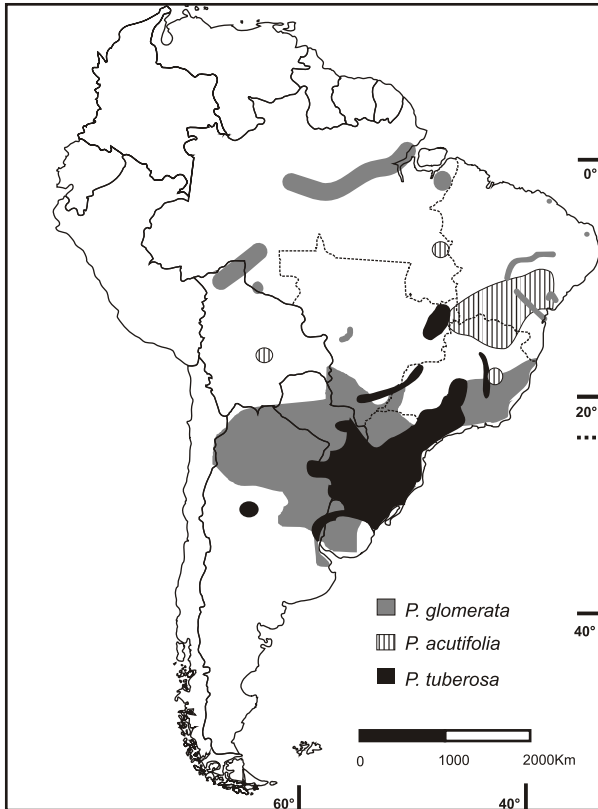 0°
20°
40°
P. glomerata
P. acutifolia
P. tuberosa
0 1000 2000Km
60° 40°